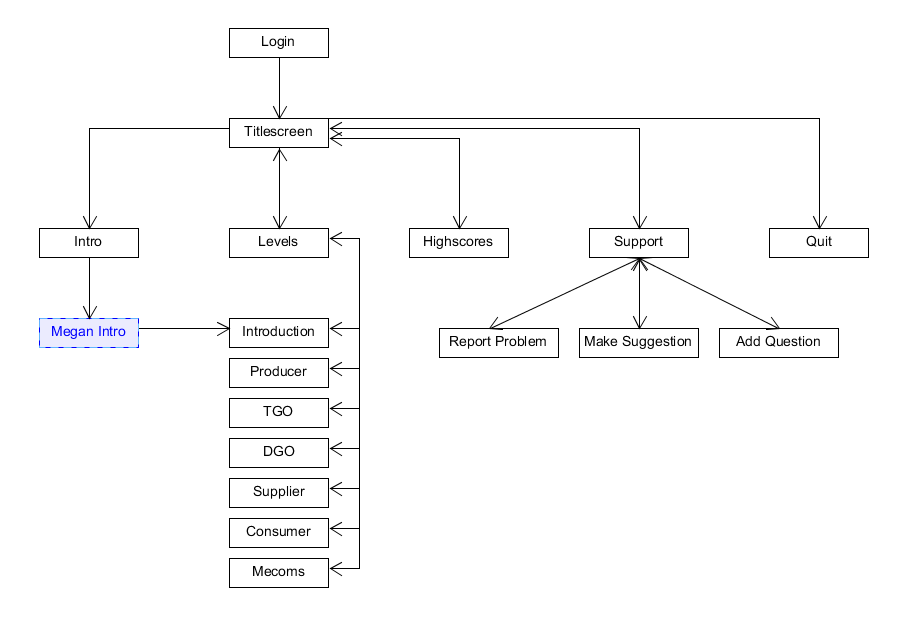 Login
Titlescreen
Intro
Levels
Highscores
Support
Quit
Megan Intro
Introduction
Report Problem
Make Suggestion
Add Question
Producer
TGO
DGO
Supplier
Consumer
Mecoms